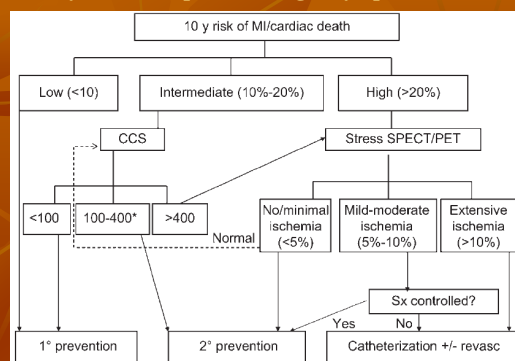 10 y risk of MI/cardiac death
Low (<10)
Intermediate (10%-20%)
High (>20%)
CCS
Stress SPECT/PET
<100
100-400*
>400
No/minimal
ischemia
(<5%)
Mild-moderate
ischemia
(5%-10%)
Extensive
ischemia
(>10%)
Normal
Sx controlled?
Yes
No
1° prevention
2° prevention
Catheterization +/- revasc